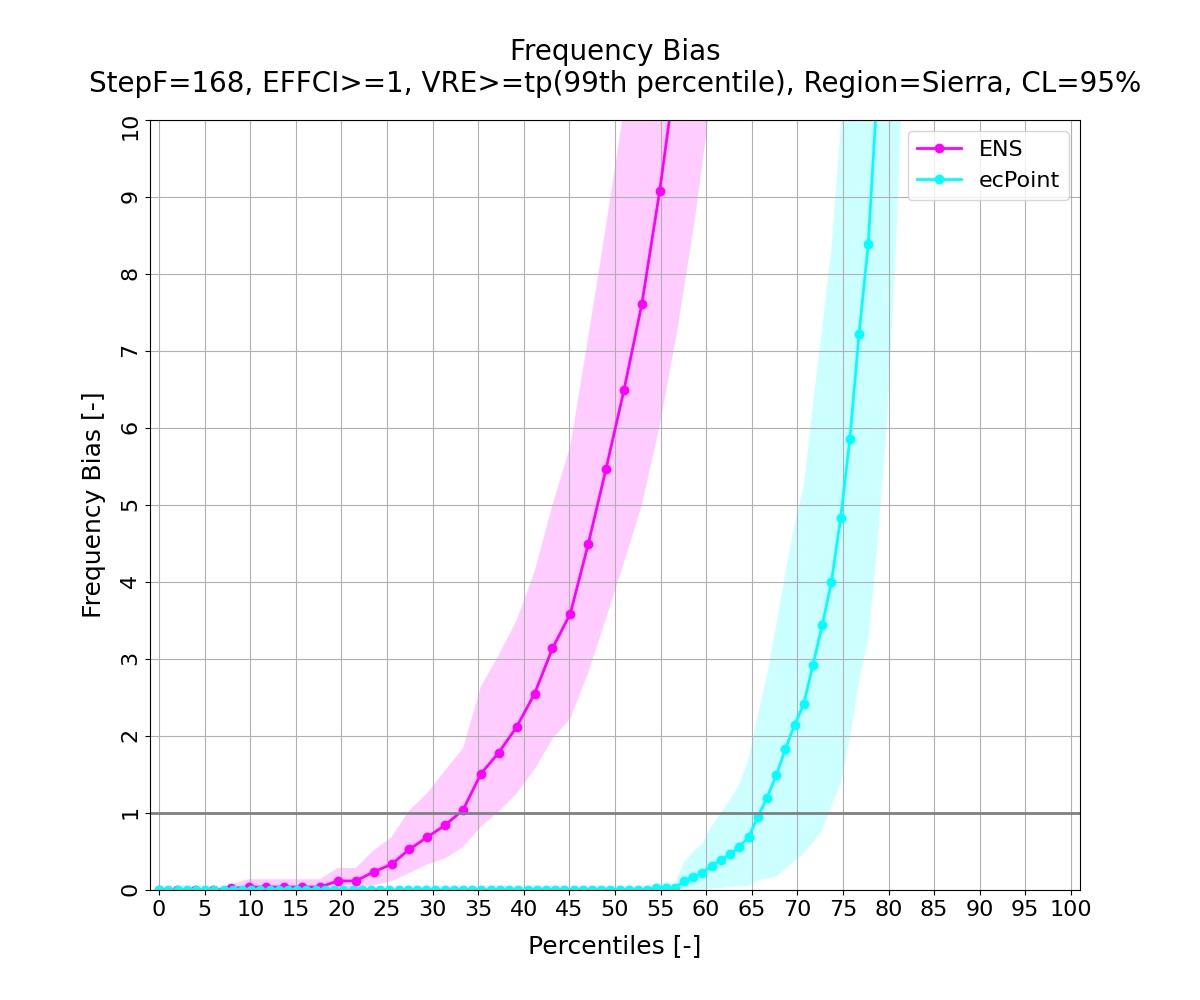 Frequency Bias
StepF=168, EFFCI>=1, VRE>=tp(99th percentile), Region=Sierra, CL=95%
ENS
ecPoint
Frequency Bias [-]
10
9
8
7
6
5
4
3
2
1
0
0 5 10 15 20 25 30 35 40 45 50 55 60 65 70 75 80 85 90 95 100
Percentiles [-]